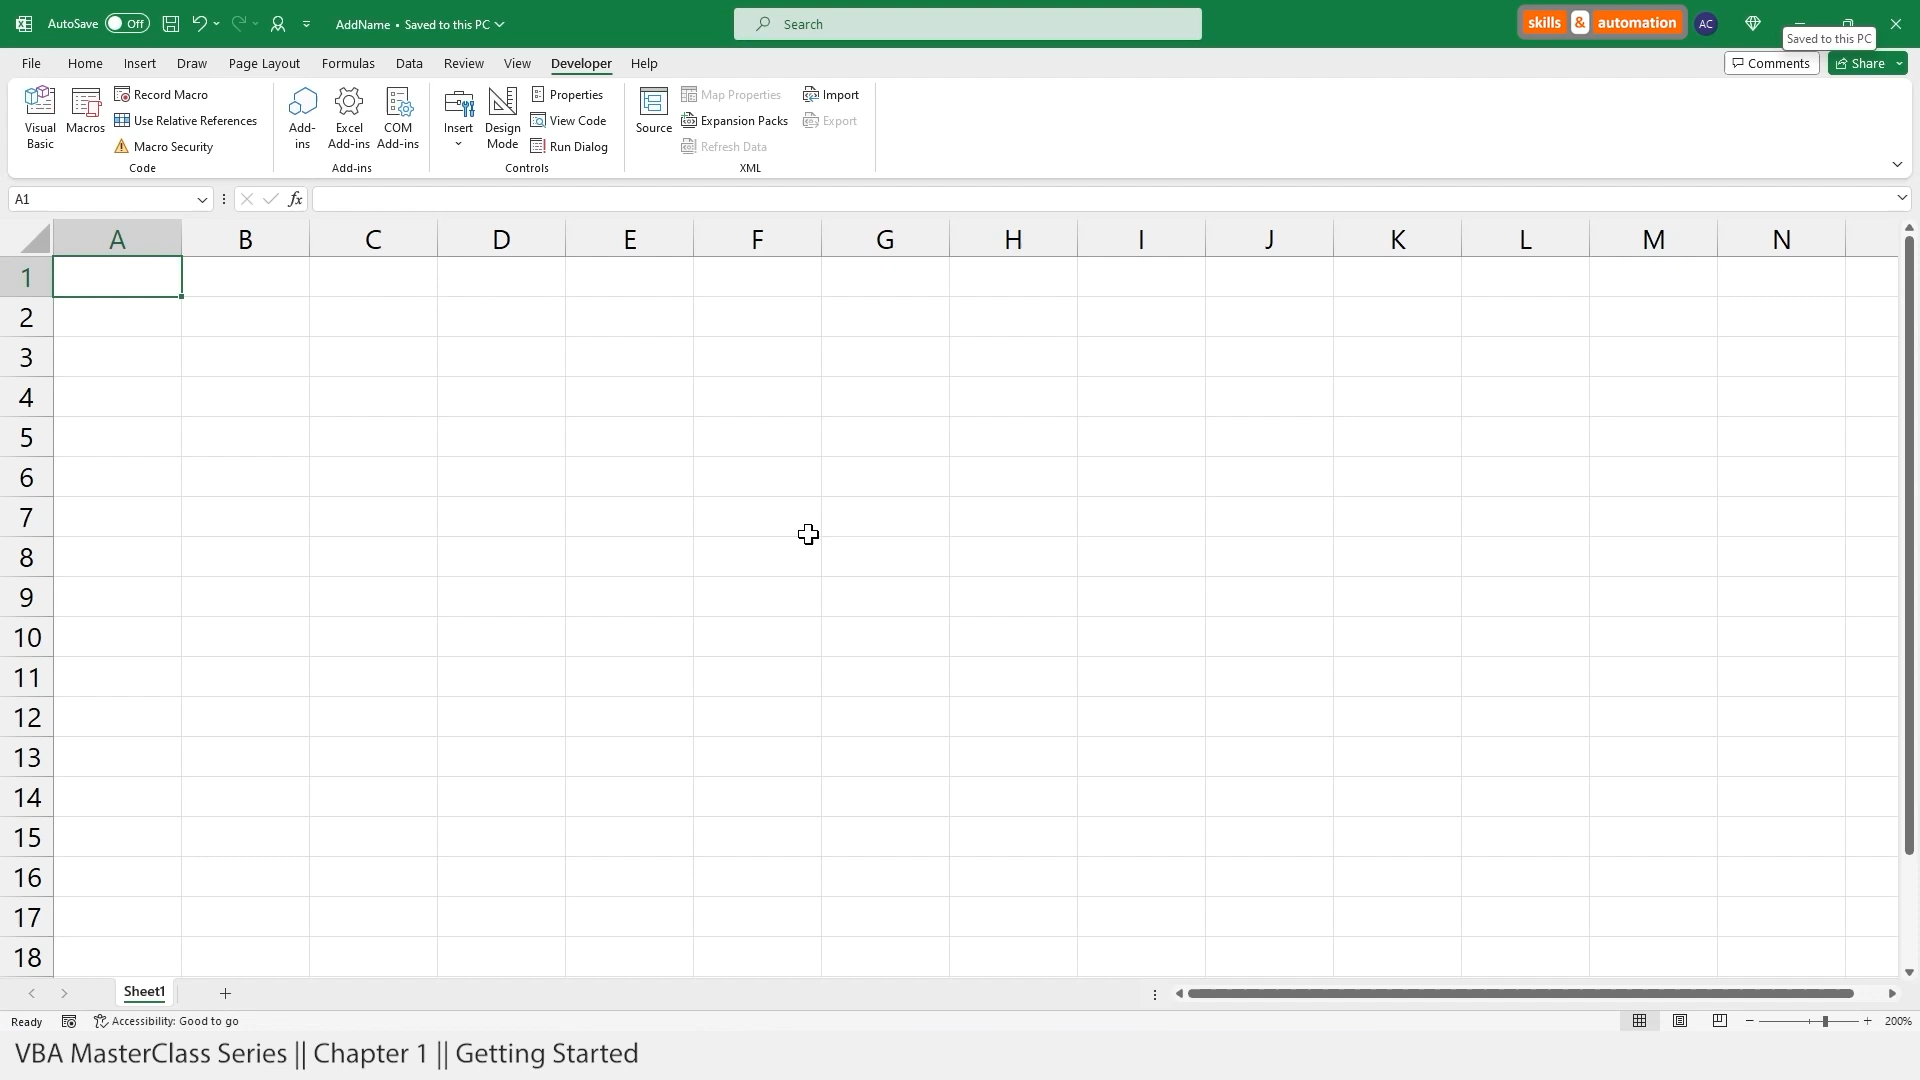 AutoSave Off AddName • Saved to this PC Search skills & automation AC
Saved to this PC
File Home Insert Draw Page Layout Formulas Data Review View Developer Help Comments Share
Visual Basic
Macros
Record Macro
Use Relative References
Macro Security
Code
Add-ins
Excel Add-ins
COM Add-ins
Add-ins
Insert
Design Mode
Properties
View Code
Run Dialog
Controls
Source
Map Properties
Expansion Packs
Refresh Data
Import
Export
XML
A1 fx
A B C D E F G H I J K L M N
1
2
3
4
5
6
7
8
9
10
11
12
13
14
15
16
17
18
Sheet1
Ready Accessibility: Good to go 200%
VBA MasterClass Series || Chapter 1 || Getting Started